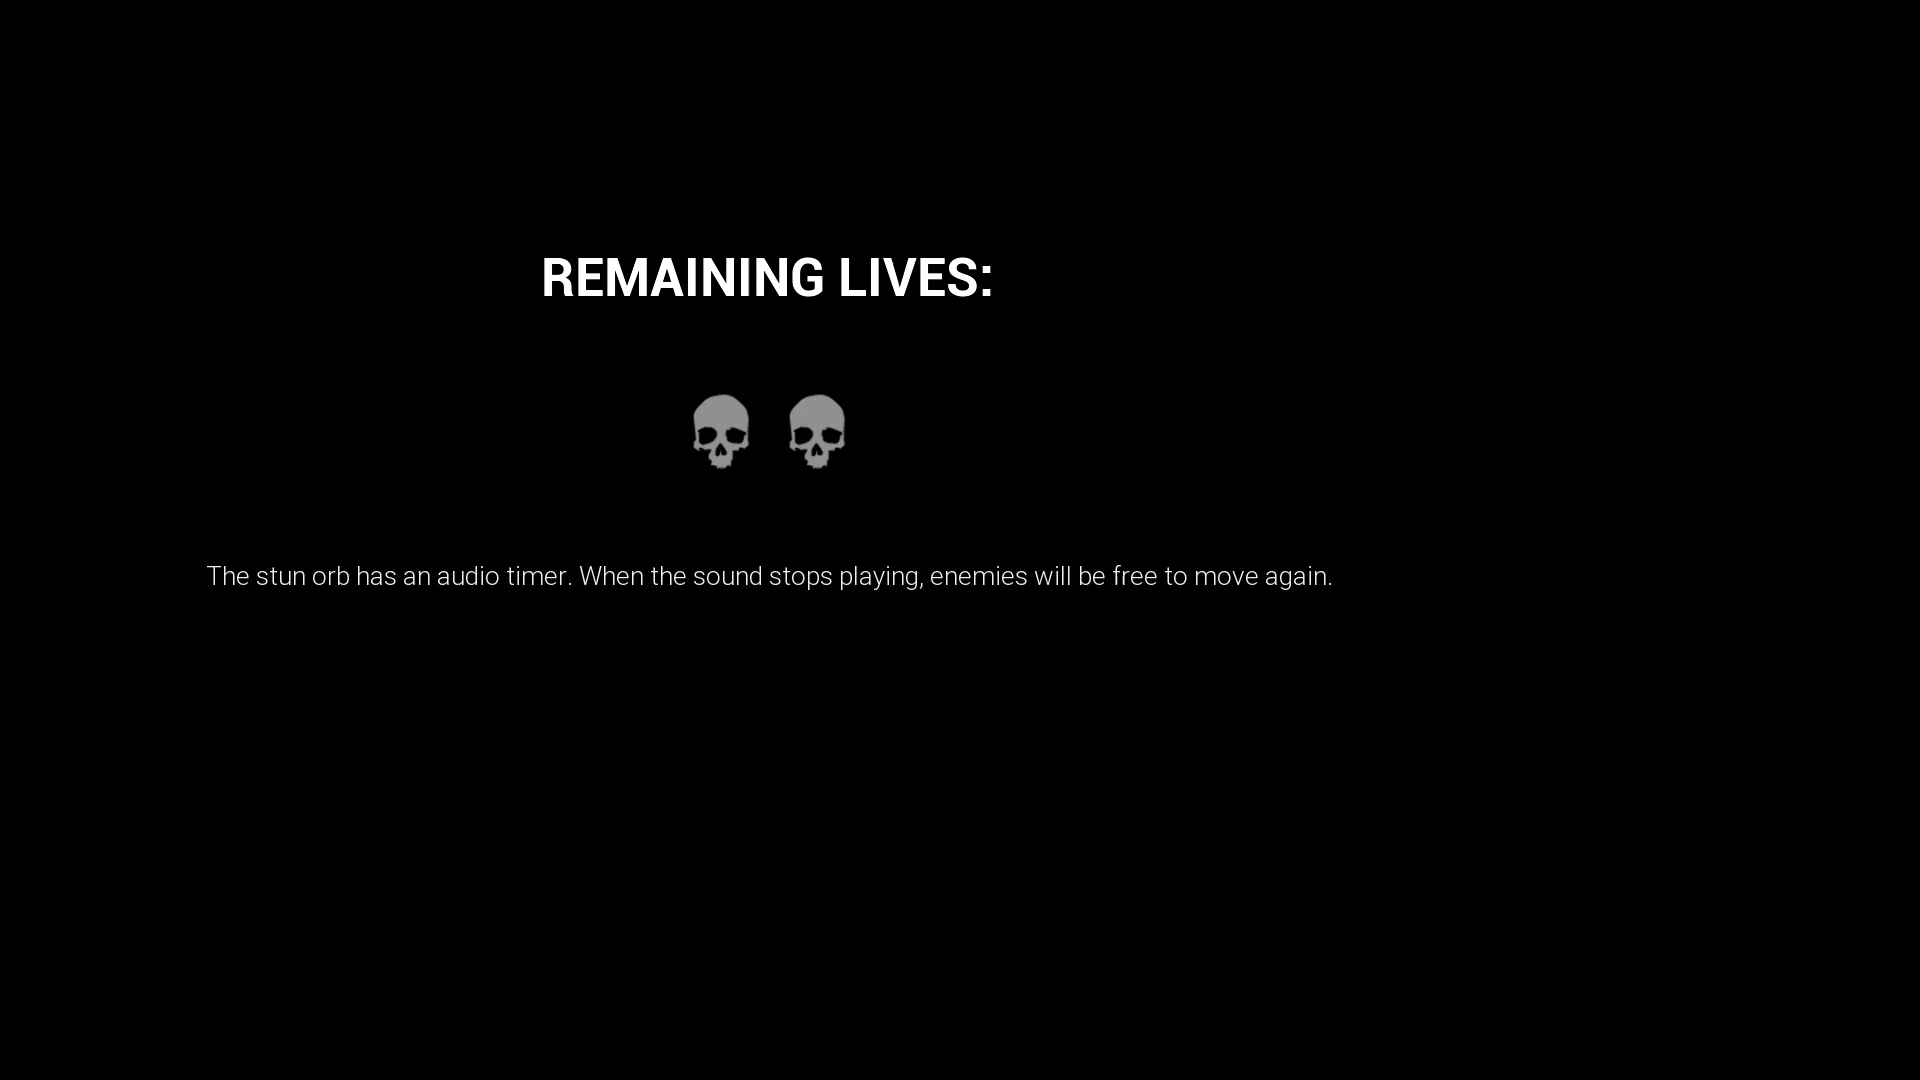 REMAINING LIVES:
The stun orb has an audio timer. When the sound stops playing, enemies will be free to move again.